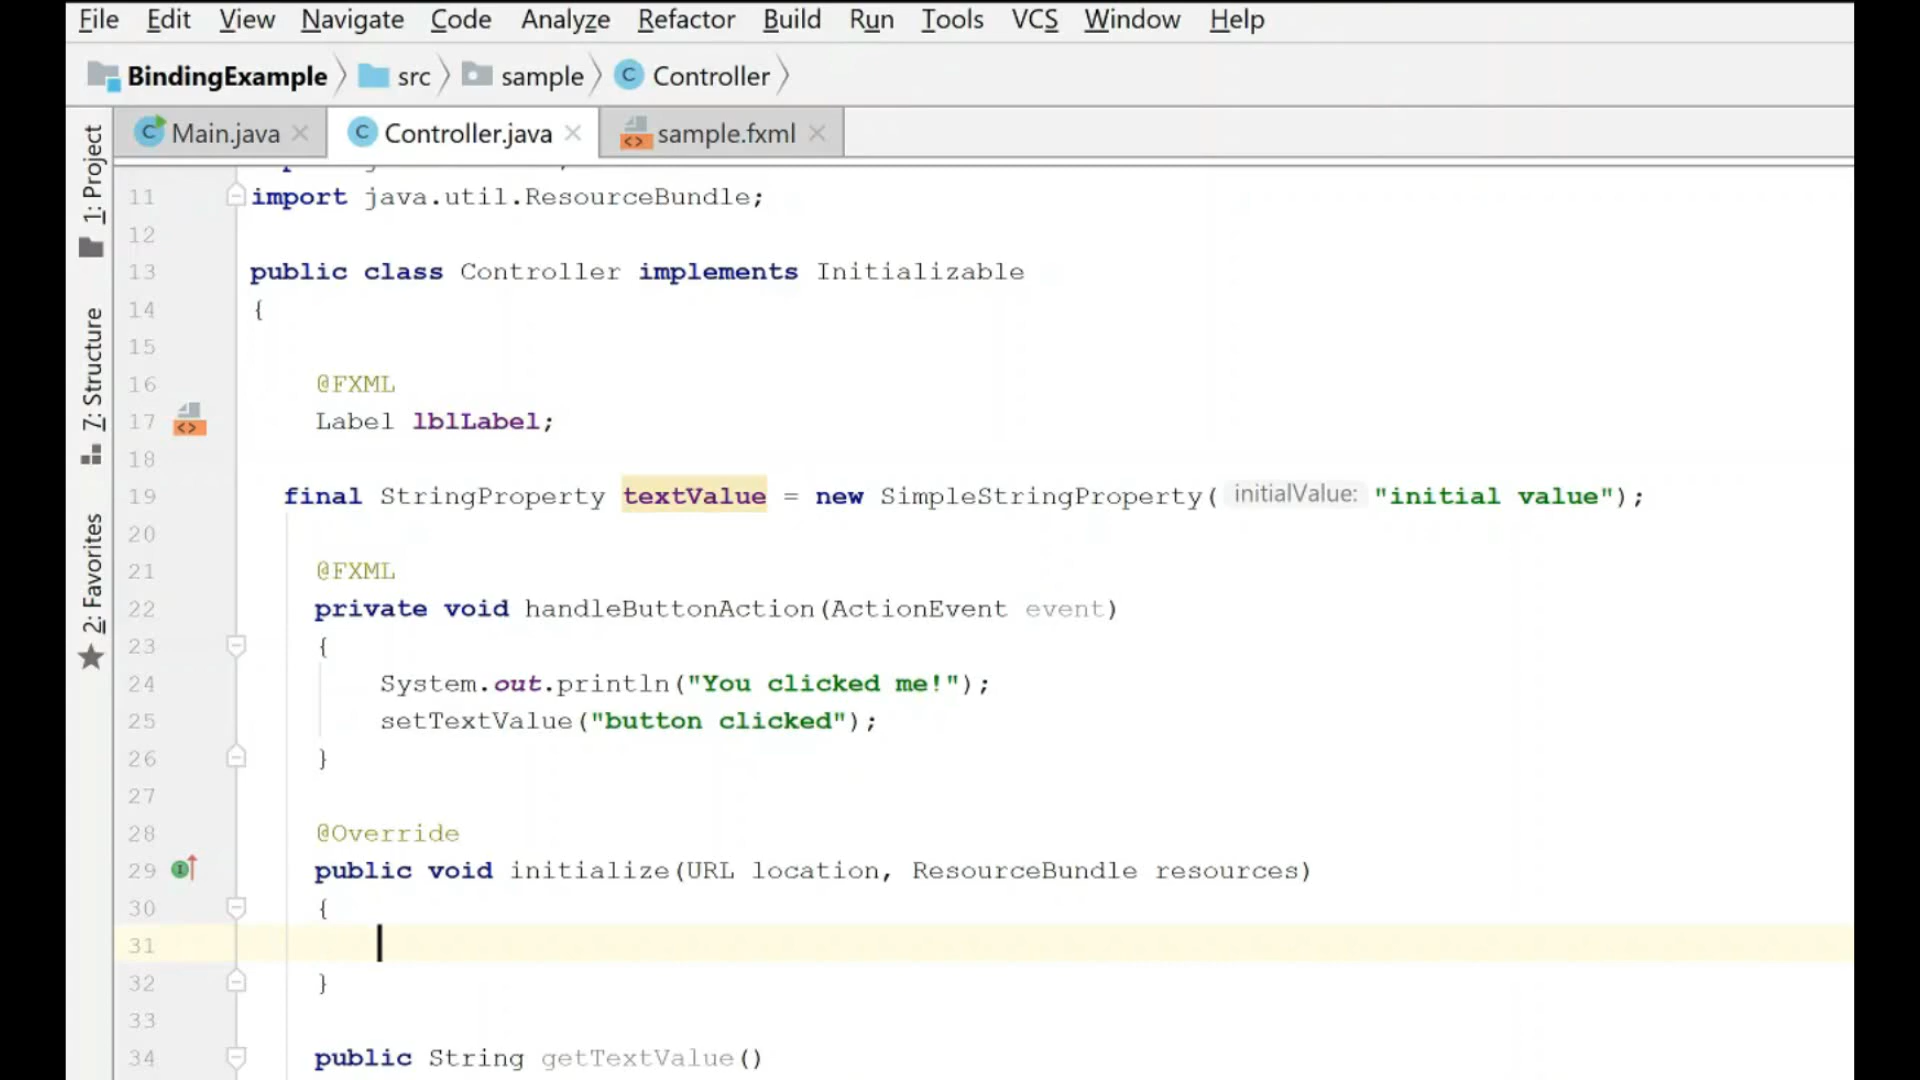 File Edit View Navigate Code Analyze Refactor Build Run Tools VCS Window Help
BindingExample src sample Controller
Main.java Controller.java sample.fxml
1: Project
7: Structure
2: Favorites
11 import java.util.ResourceBundle;
12
13 public class Controller implements Initializable
14 {
15
16 @FXML
17 Label lblLabel;
18
19 final StringProperty textValue = new SimpleStringProperty( initialValue: "initial value");
20
21 @FXML
22 private void handleButtonAction(ActionEvent event)
23 {
24 System.out.println("You clicked me!");
25 setTextValue("button clicked");
26 }
27
28 @Override
29 public void initialize(URL location, ResourceBundle resources)
30 {
31
32 }
33
34 public String getTextValue()